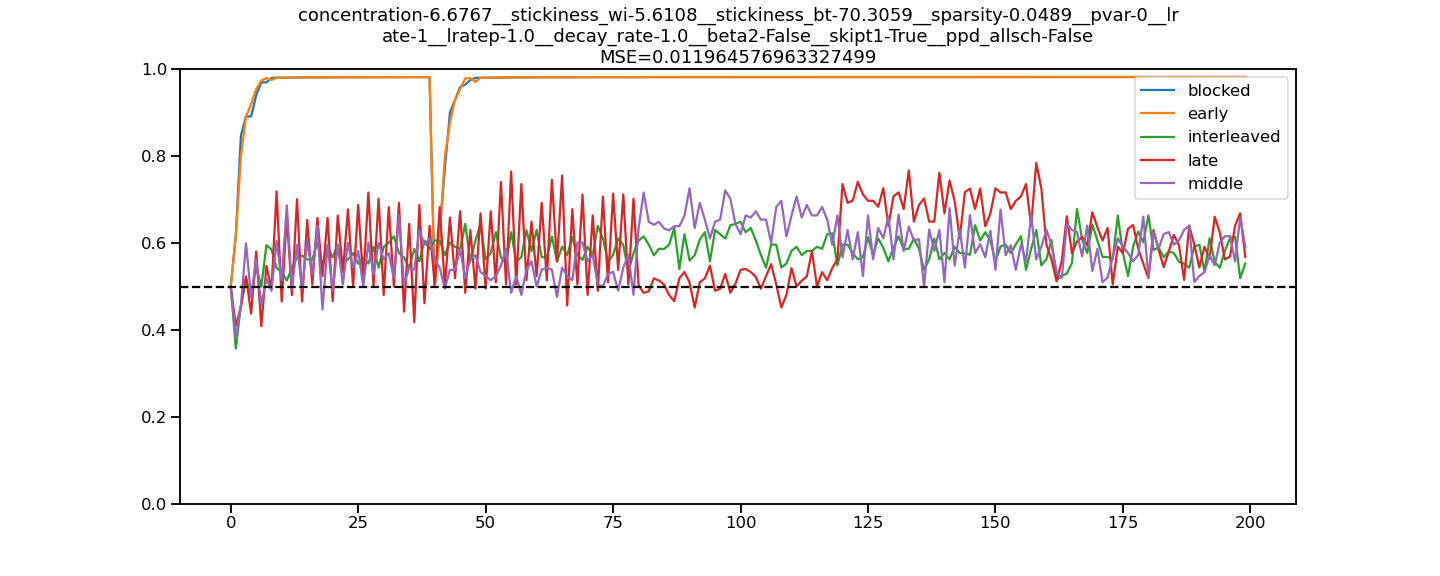 concentration-6.6767__stickiness_wi-5.6108__stickiness_bt-70.3059__sparsity-0.0489__pvar-0__lr
ate-1__lratep-1.0__decay_rate-1.0__beta2-False__skipt1-True__ppd_allsch-False
MSE=0.011964576963327499
1.0
0.8
0.6
0.4
0.2
0.0
0 25 50 75 100 125 150 175 200
blocked
early
interleaved
late
middle